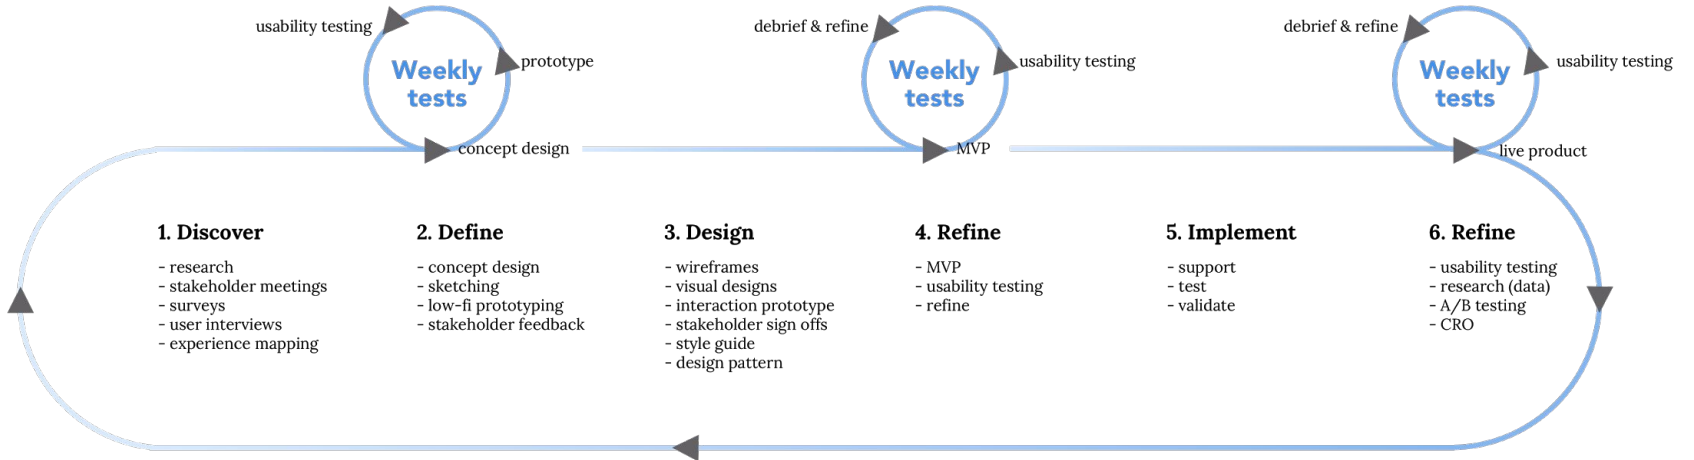 usability testing
prototype
Weekly
tests
concept design
debrief & refine
usability testing
Weekly
tests
MVP
debrief & refine
usability testing
Weekly
tests
live product
1. Discover
- research
- stakeholder meetings
- surveys
- user interviews
- experience mapping
2. Define
- concept design
- sketching
- low-fi prototyping
- stakeholder feedback
3. Design
- wireframes
- visual designs
- interaction prototype
- stakeholder sign offs
- style guide
- design pattern
4. Refine
- MVP
- usability testing
- refine
5. Implement
- support
- test
- validate
6. Refine
- usability testing
- research (data)
- A/B testing
- CRO